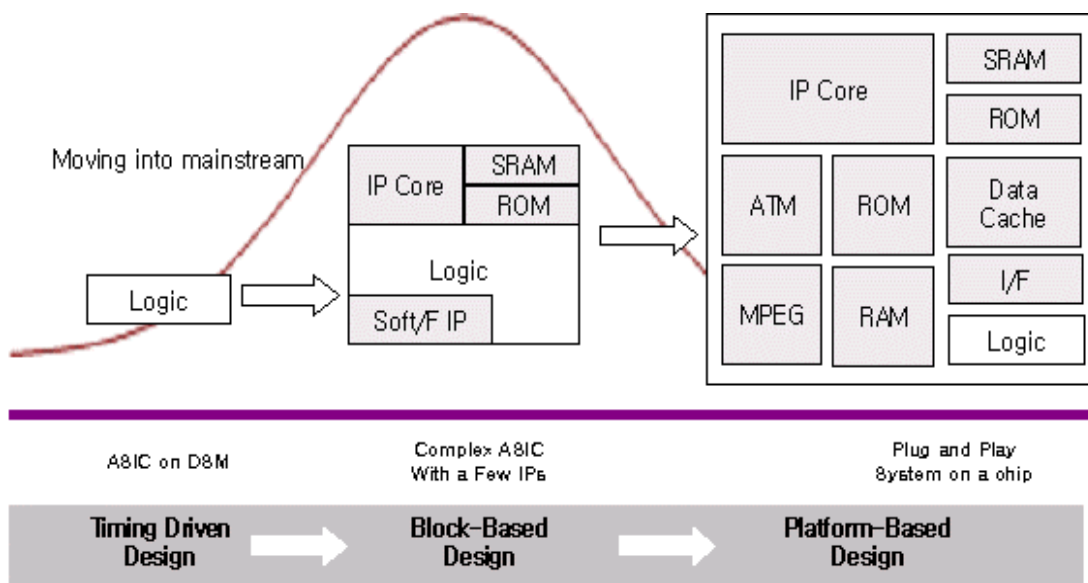 Moving into mainstream
Logic
IP Core
SRAM
ROM
Logic
Soft/F IP
IP Core
SRAM
ROM
ATM
ROM
Data
Cache
MPEG
RAM
I/F
Logic
ASIC on DSM
Complex ASIC
With a Few IPs
Plug and Play
System on a chip
Timing Driven
Design
Block-Based
Design
Platform-Based
Design